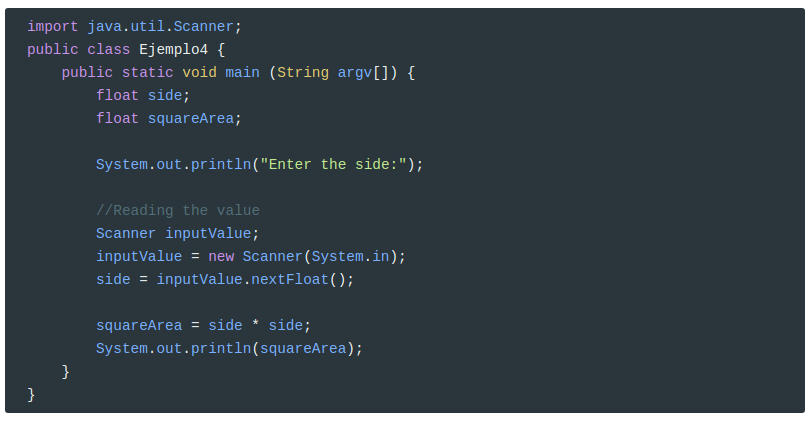 import java.util.Scanner;
public class Ejemplo4 {
    public static void main (String argv[]) {
        float side;
        float squareArea;

        System.out.println("Enter the side:");

        //Reading the value
        Scanner inputValue;
        inputValue = new Scanner(System.in);
        side = inputValue.nextFloat();

        squareArea = side * side;
        System.out.println(squareArea);
    }
}